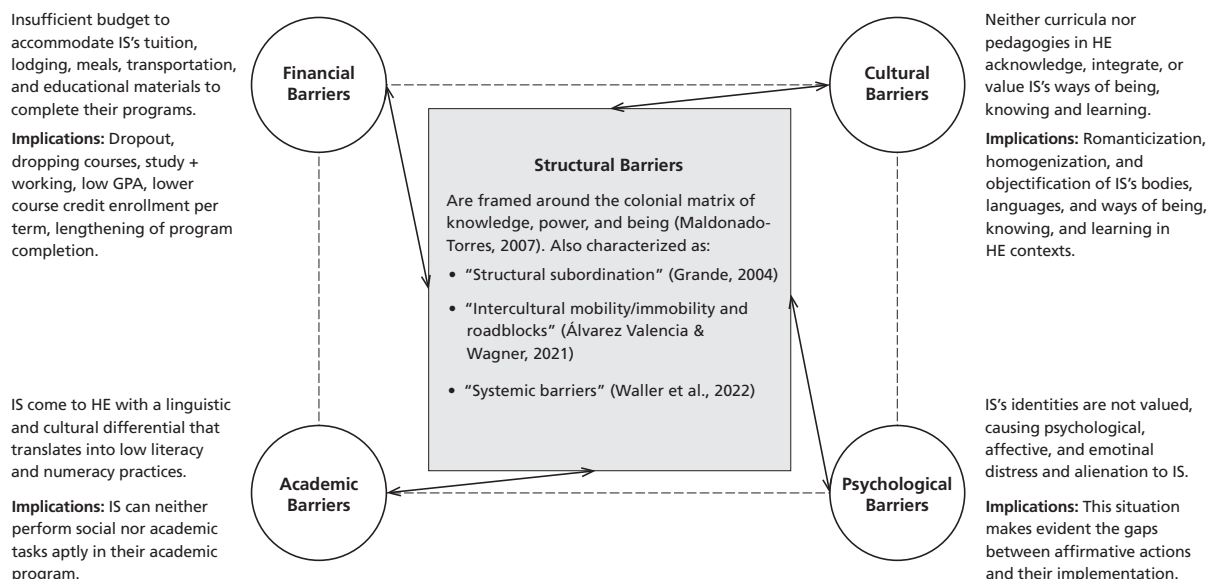 Insufficient budget to
accommodate IS's tuition,
lodging, meals, transportation,
and educational materials to
complete their programs.
Implications: Dropout,
dropping courses, study +
working, low GPA, lower
course credit enrollment per
term, lengthening of program
completion.
Financial
Barriers
Cultural
Barriers
Neither curricula nor
pedagogies in HE
acknowledge, integrate, or
value IS's ways of being,
knowing and learning.
Implications: Romanticization,
homogenization, and
objectification of IS's bodies,
languages, and ways of being,
knowing, and learning in
HE contexts.
Structural Barriers
Are framed around the colonial matrix of
knowledge, power, and being (Maldonado-
Torres, 2007). Also characterized as:
• “Structural subordination” (Grande, 2004)
• “Intercultural mobility/immobility and
roadblocks” (Álvarez Valencia &
Wagner, 2021)
• “Systemic barriers” (Waller et al., 2022)
IS come to HE with a linguistic
and cultural differential that
translates into low literacy
and numeracy practices.
Implications: IS can neither
perform social nor academic
tasks aptly in their academic
program.
Academic
Barriers
Psychological
Barriers
IS's identities are not valued,
causing psychological,
affective, and emotinal
distress and alienation to IS.
Implications: This situation
makes evident the gaps
between affirmative actions
and their implementation.